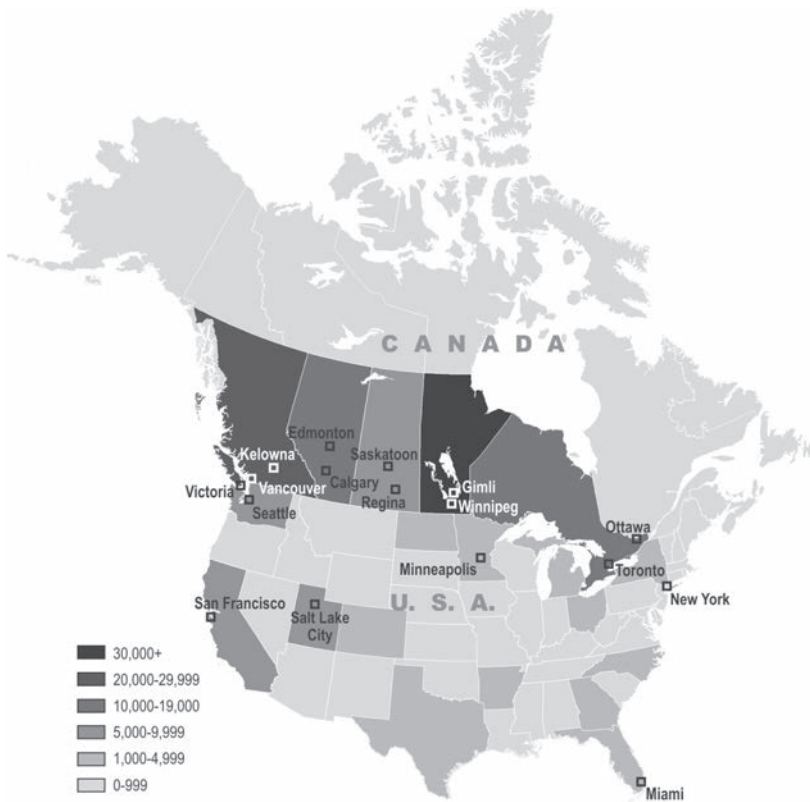 C A N A D A
Edmonton
Kelowna
Saskatoon
Victoria
Vancouver
Calgary
Gimli
Seattle
Regina
Winnipeg
Ottawa
Minneapolis
Toronto
San Francisco
U. S. A.
New York
Salt Lake
City
30,000+
20,000-29,999
10,000-19,000
5,000-9,999
1,000-4,999
0-999
Miami